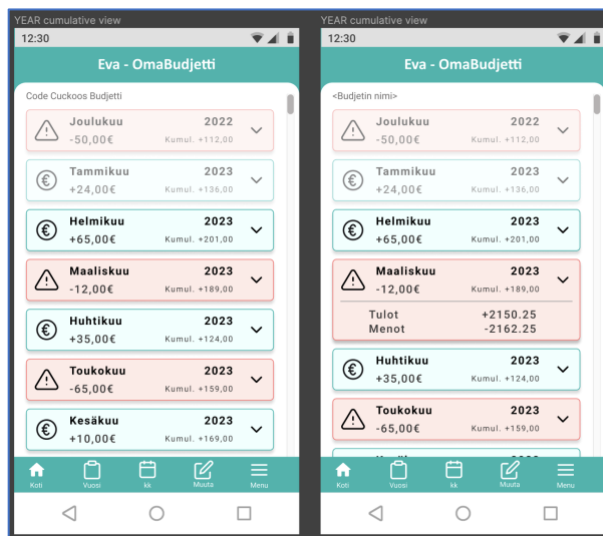 YEAR cumulative view
12:30
Eva - OmaBudjetti
Code Cuckoos Budjetti
Joulukuu 2022
-50,00€ Kumul. +112,00
Tammikuu 2023
+24,00€ Kumul. +136,00
Helmikuu 2023
+65,00€ Kumul. +201,00
Maaliskuu 2023
-12,00€ Kumul. +189,00
Huhtikuu 2023
+35,00€ Kumul. +124,00
Toukokuu 2023
-65,00€ Kumul. +159,00
Kesäkuu 2023
+10,00€ Kumul. +169,00
Koti Vuosi kk Muuta Menu
YEAR cumulative view
12:30
Eva - OmaBudjetti
<Budjetin nimi>
Joulukuu 2022
-50,00€ Kumul. +112,00
Tammikuu 2023
+24,00€ Kumul. +136,00
Helmikuu 2023
+65,00€ Kumul. +201,00
Maaliskuu 2023
-12,00€ Kumul. +189,00
Tulot +2150.25
Menot -2162.25
Huhtikuu 2023
+35,00€ Kumul. +124,00
Toukokuu 2023
-65,00€ Kumul. +159,00
Koti Vuosi kk Muuta Menu